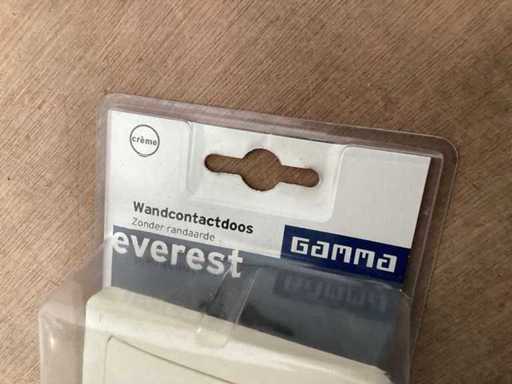 crème
Wandcontactdoos
Zonder randaarde
everest
GAMMA